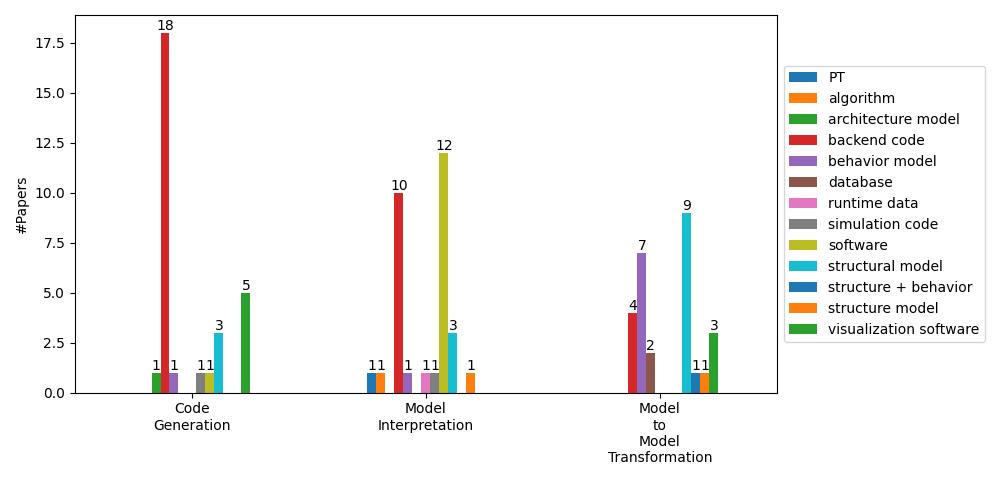 18
17.5
15.0
12.5
10.0
7.5
5.0
2.5
0.0
#Papers
1
1
1
1
3
5
1
1
10
1
1
1
12
3
1
4
7
2
9
1
1
3
Code
Generation
Model
Interpretation
Model
to
Model
Transformation
PT
algorithm
architecture model
backend code
behavior model
database
runtime data
simulation code
software
structural model
structure + behavior
structure model
visualization software